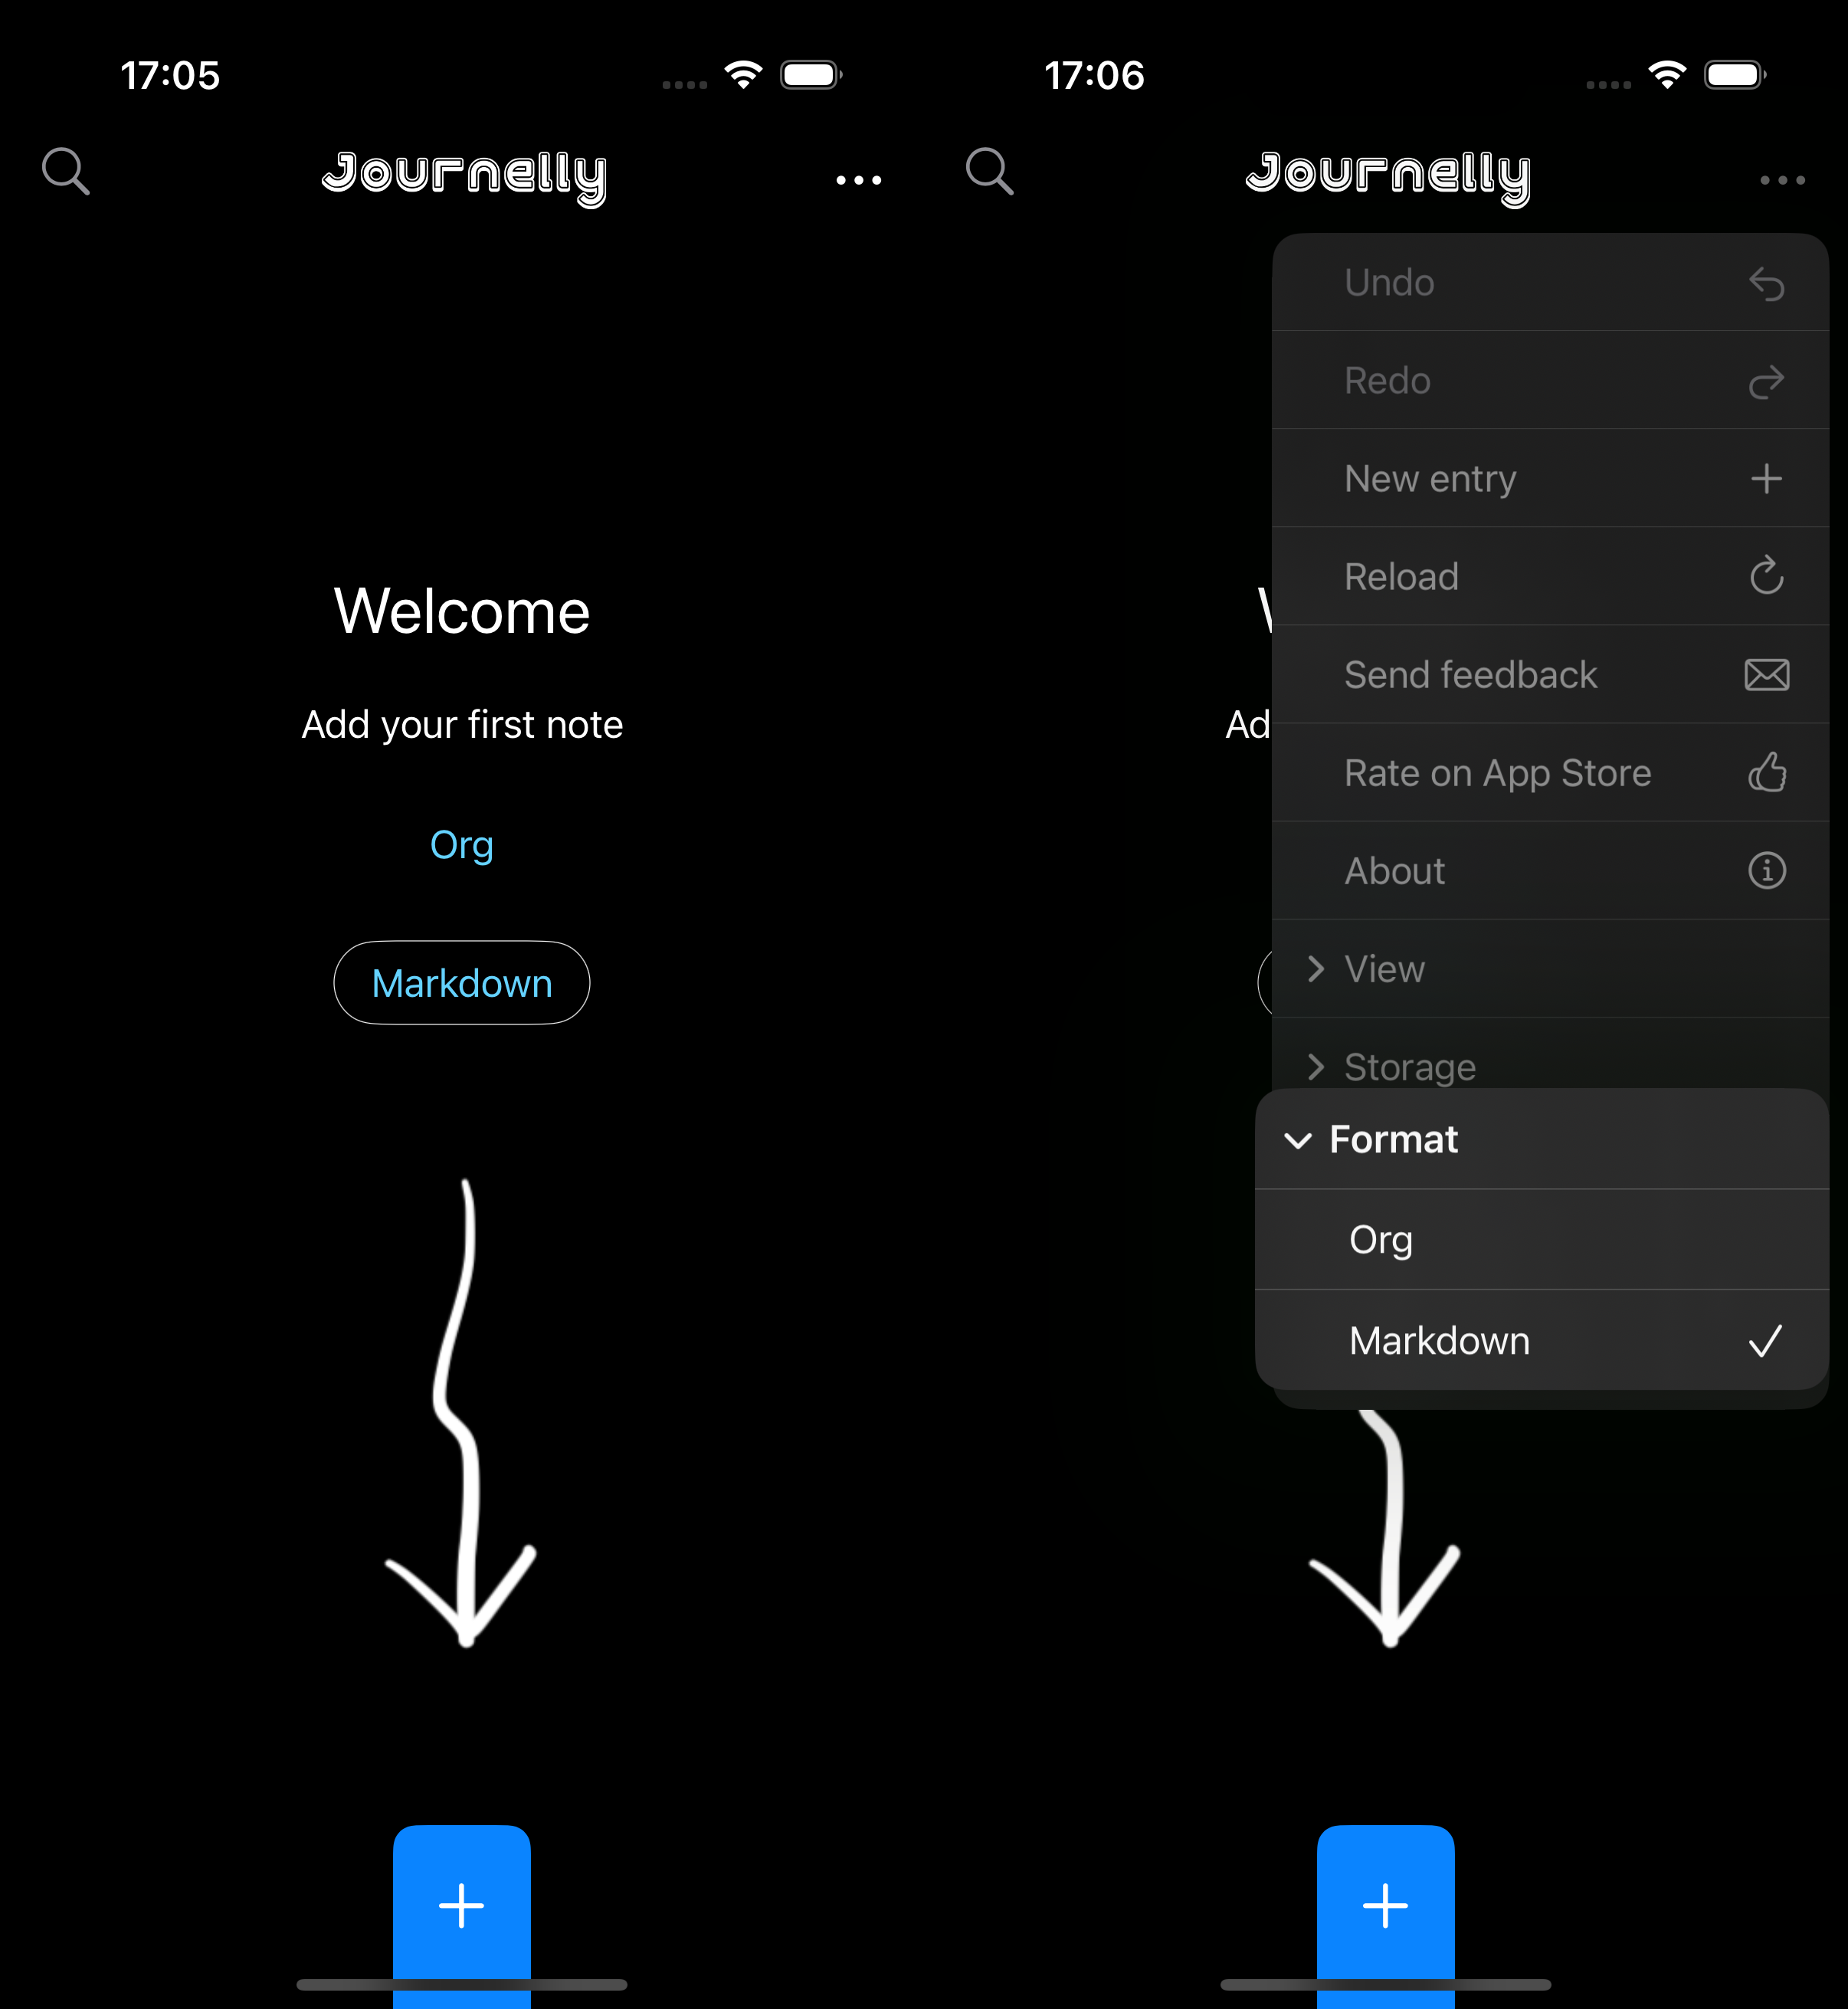 17:05
Journelly
Welcome
Add your first note
Org
Markdown
17:06
Journelly
Undo
Redo
New entry
Reload
Send feedback
Rate on App Store
About
View
Ad
Storage
Format
Org
Markdown